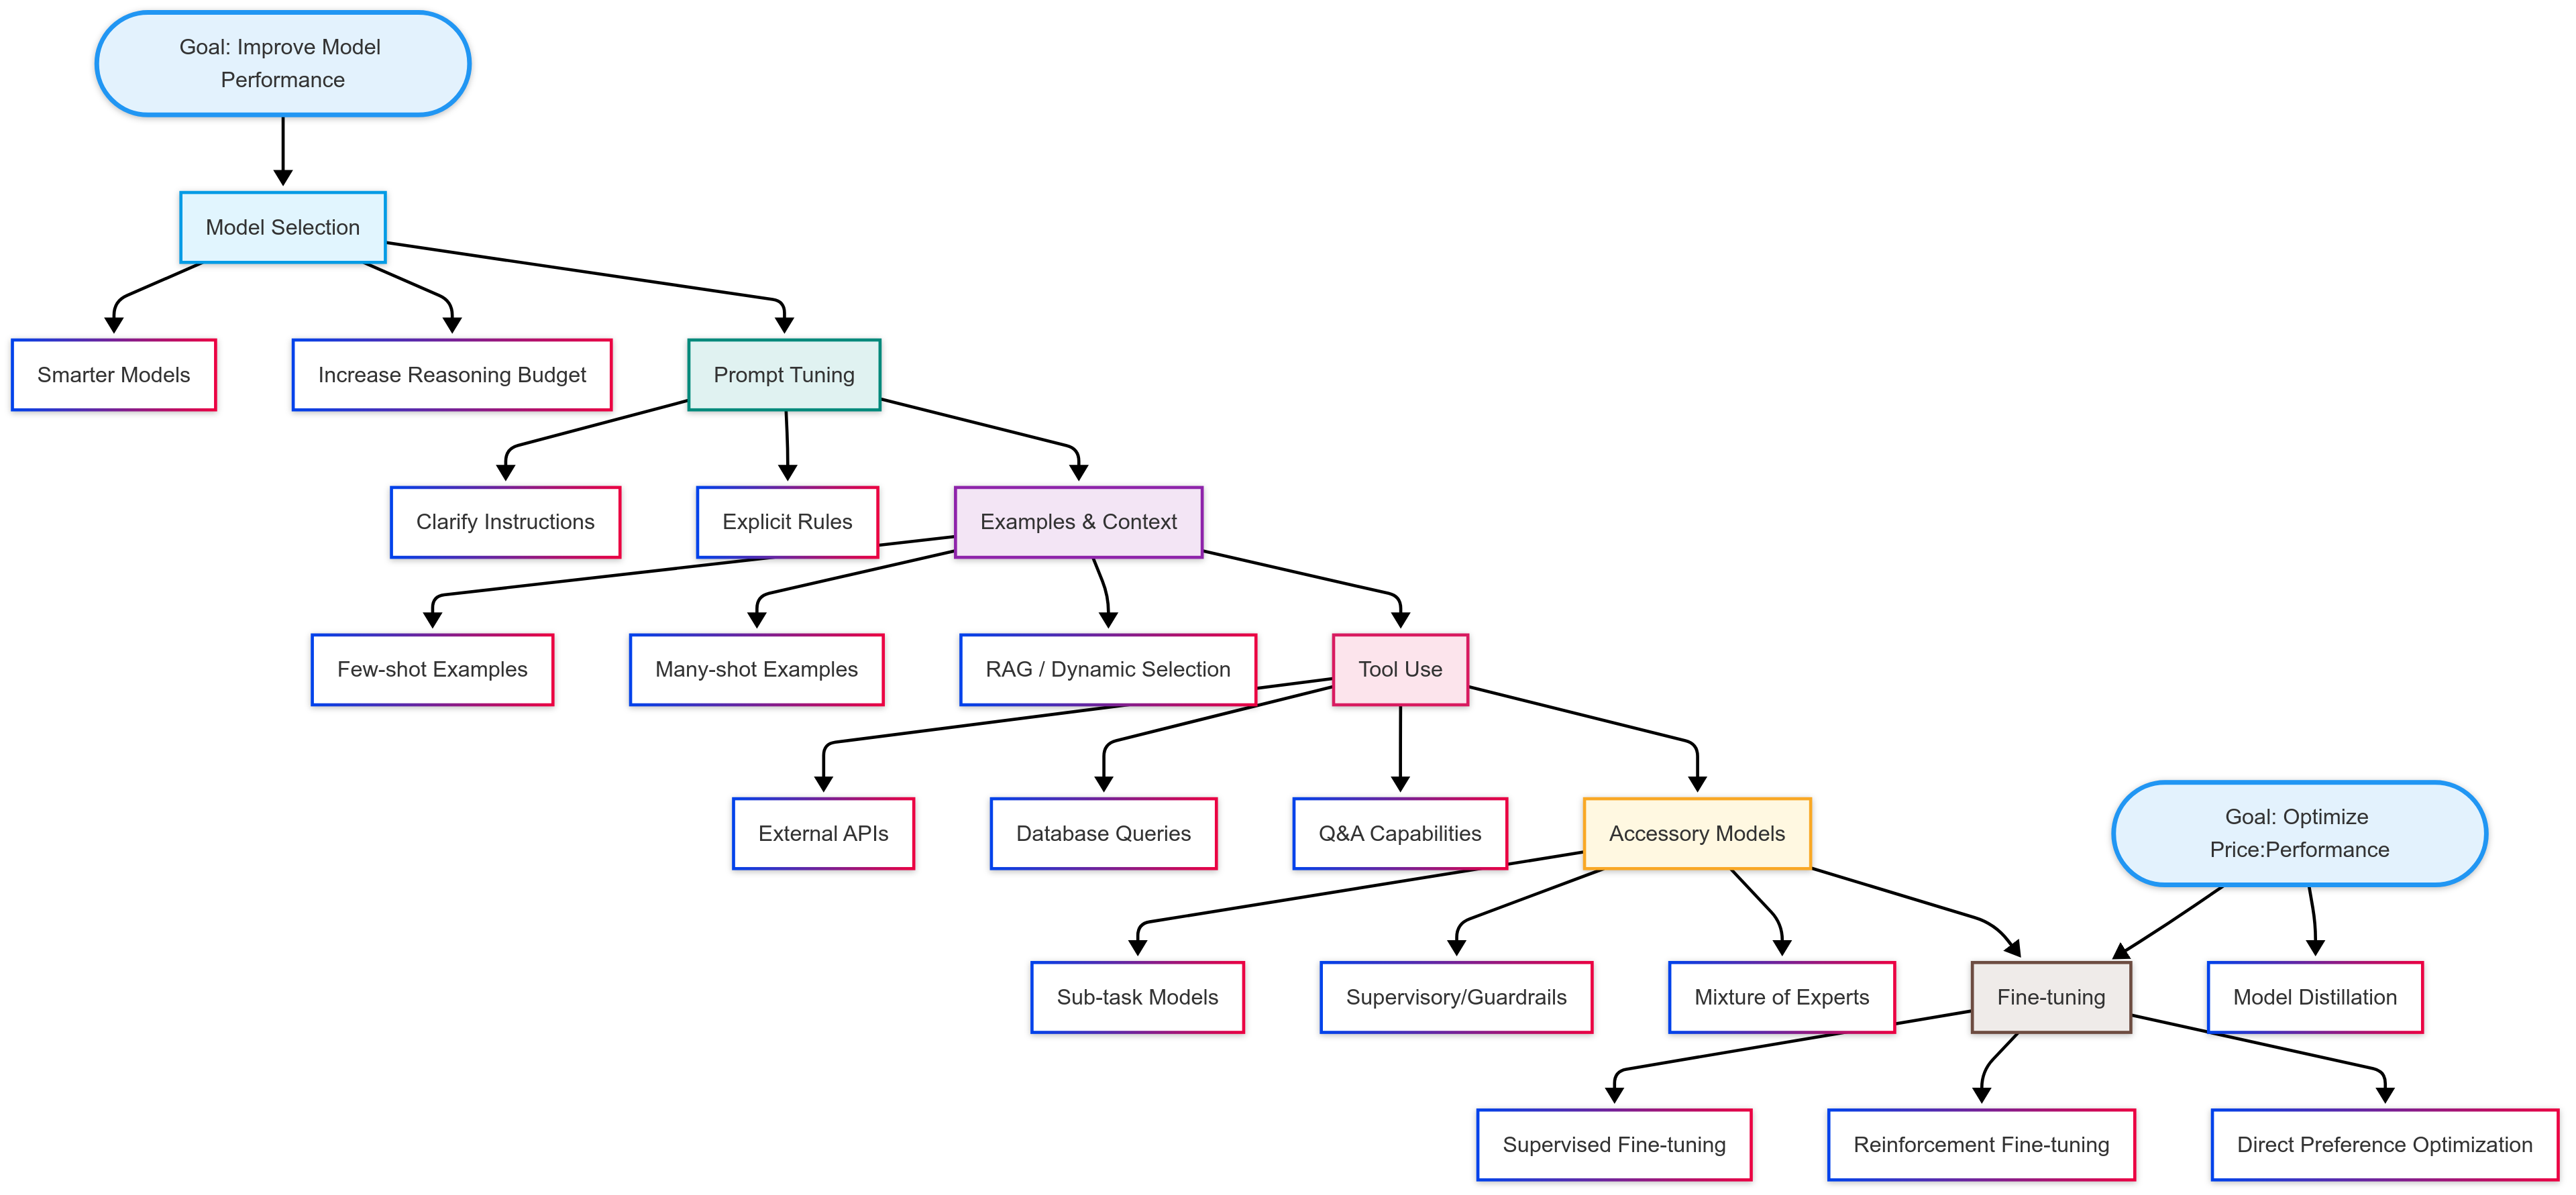 Goal: Improve Model
Performance
Model Selection
Smarter Models
Increase Reasoning Budget
Prompt Tuning
Clarify Instructions
Explicit Rules
Examples & Context
Few-shot Examples
Many-shot Examples
RAG / Dynamic Selection
Tool Use
External APIs
Database Queries
Q&A Capabilities
Accessory Models
Goal: Optimize
Price:Performance
Sub-task Models
Supervisory/Guardrails
Mixture of Experts
Fine-tuning
Model Distillation
Supervised Fine-tuning
Reinforcement Fine-tuning
Direct Preference Optimization